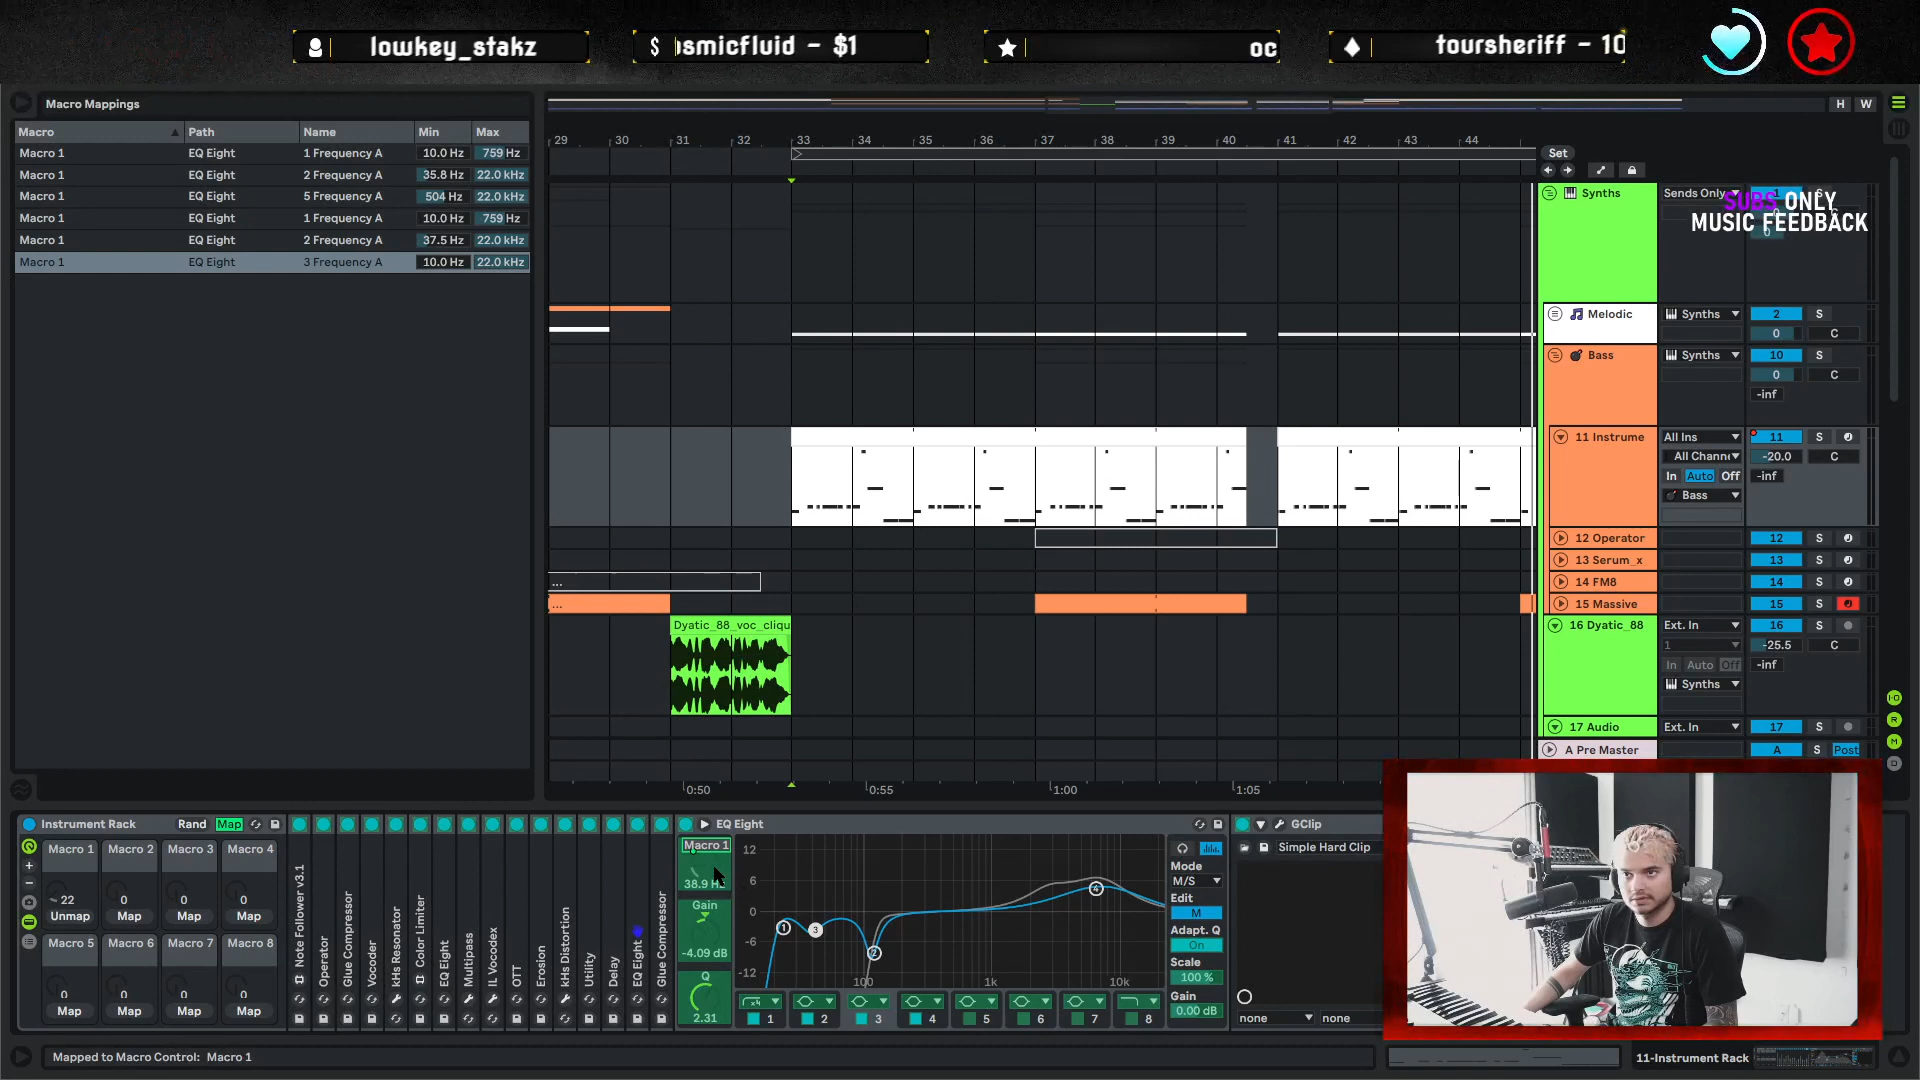 lowkey_stakz
$ osmicfluid - $1
oc
toursheriff - 10
Macro Mappings
H W
Macro Path Name Min Max
Macro 1 EQ Eight 1 Frequency A 10.0 Hz 759 Hz
Macro 1 EQ Eight 2 Frequency A 35.8 Hz 22.0 kHz
Macro 1 EQ Eight 5 Frequency A 504 Hz 22.0 kHz
Macro 1 EQ Eight 1 Frequency A 10.0 Hz 759 Hz
Macro 1 EQ Eight 2 Frequency A 37.5 Hz 22.0 kHz
Macro 1 EQ Eight 3 Frequency A 10.0 Hz 22.0 kHz
29 30 31 32 33 34 35 36 37 38 39 40 41 42 43 44
Set
Synths Sends Only
SUBS ONLY
MUSIC FEEDBACK
Melodic Synths 2 S
0 C
Bass Synths 10 S
0 C
-inf
11 Instrume All Ins 11 S
All Channe -20.0 C
In Auto Off -inf
Bass
12 Operator 12 S
13 Serum_x 13 S
14 FM8 14 S
15 Massive 15 S
...
...
Dyatic_88_voc_cliqu
16 Dyatic_88 Ext. In 16 S
1 -25.5 C
In Auto Off -inf
Synths
17 Audio Ext. In 17 S
A Pre Master A S Post
0:50 0:55 1:00 1:05
Instrument Rack Rand Map
Macro 1 Macro 2 Macro 3 Macro 4
22 0 0 0
Unmap Map Map Map
Macro 5 Macro 6 Macro 7 Macro 8
0 0 0 0
Map Map Map Map
Note Follower v3.1
Operator
Glue Compressor
Vocoder
kHs Resonator
Color Limiter
EQ Eight
Multipass
IL Vocodex
OTT
Erosion
kHs Distortion
Utility
Delay
EQ Eight
Glue Compressor
EQ Eight
Macro 1
38.9 Hz
Gain
-4.09 dB
Q
2.31
12
6
0
-6
-12
100 1k 10k
1 3 2 4
x4
1 2 3 4 5 6 7 8
Mode
M/S
Edit
M
Adapt. Q
On
Scale
100 %
Gain
0.00 dB
GClip
Simple Hard Clip
none none
Mapped to Macro Control: Macro 1
11-Instrument Rack